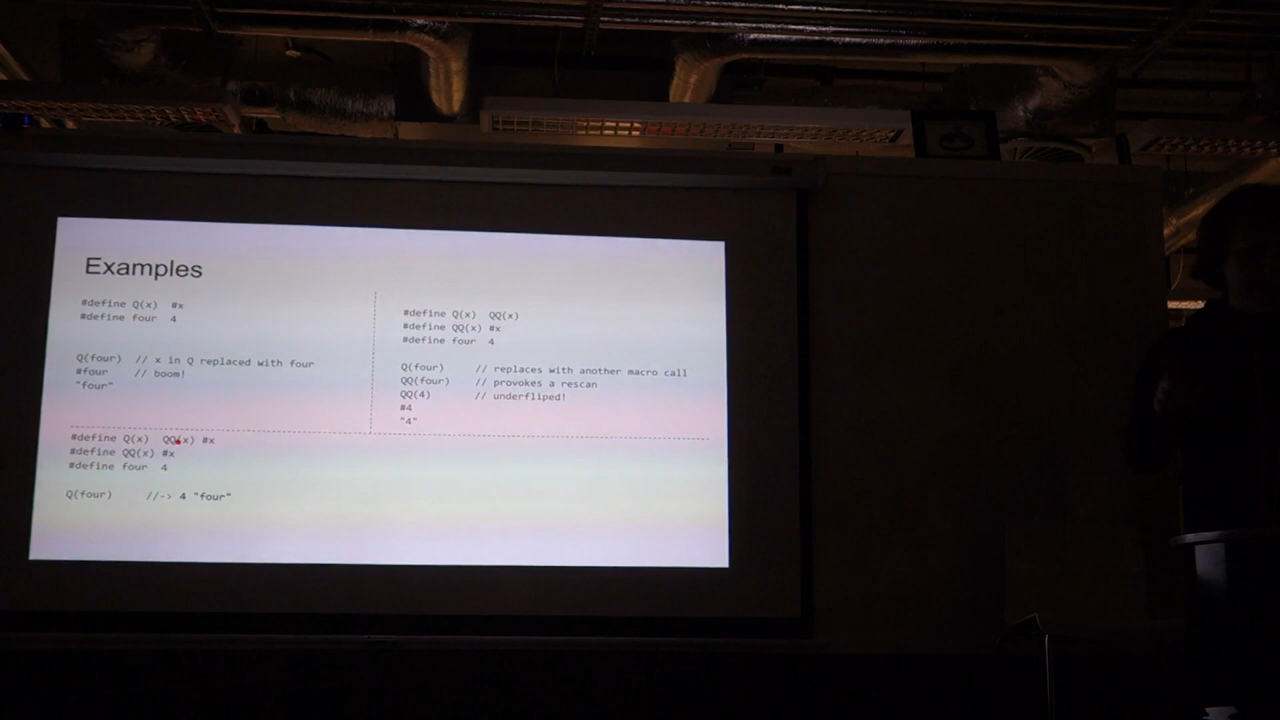 Examples
#define Q(x) #x
#define four 4
Q(four) // x in Q replaced with four
#four // boom!
"four"
#define Q(x) QQ(x)
#define QQ(x) #x
#define four 4
Q(four) // replaces with another macro call
QQ(four) // provokes a rescan
QQ(4) // underfliped!
#4
"4"
#define Q(x) QQ(x) #x
#define QQ(x) #x
#define four 4
Q(four) //-> 4 "four"